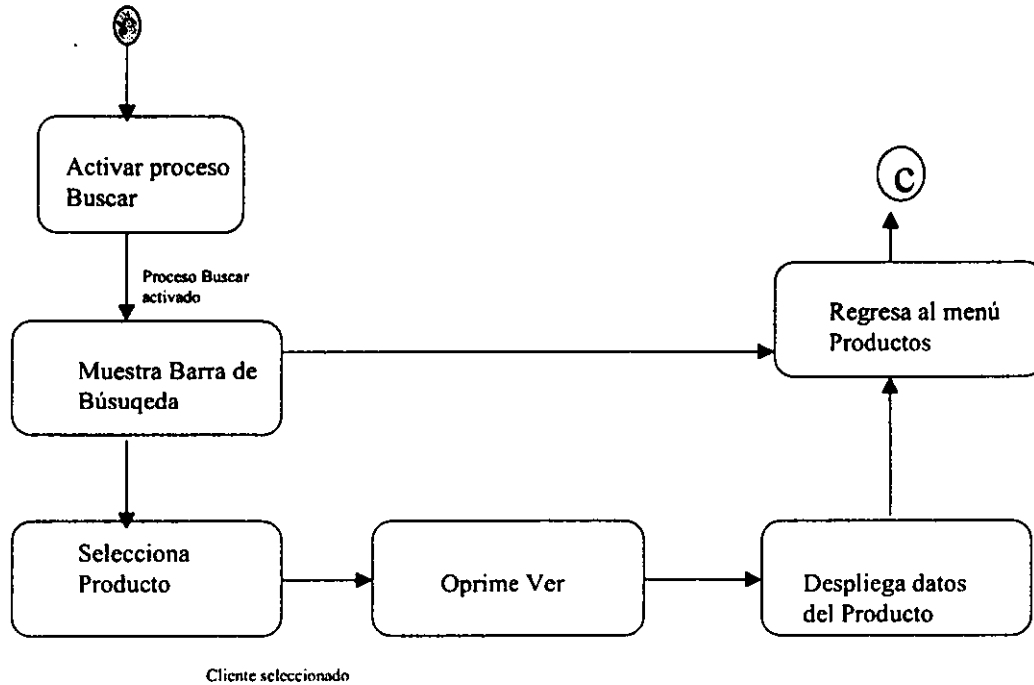 Activar proceso
Buscar
C
Proceso Buscar
activado
Regresa al menú
Productos
Muestra Barra de
Búsuqeda
Selecciona
Producto
Oprime Ver
Despliega datos
del Producto
Cliente seleccionado